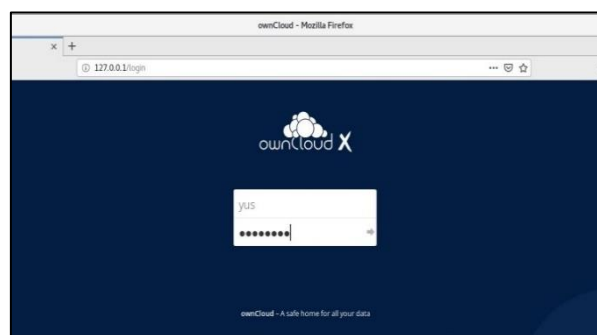 ownCloud - Mozilla Firefox
× +
127.0.0.1/login
ownCloud X
yus
••••••••
ownCloud – A safe home for all your data